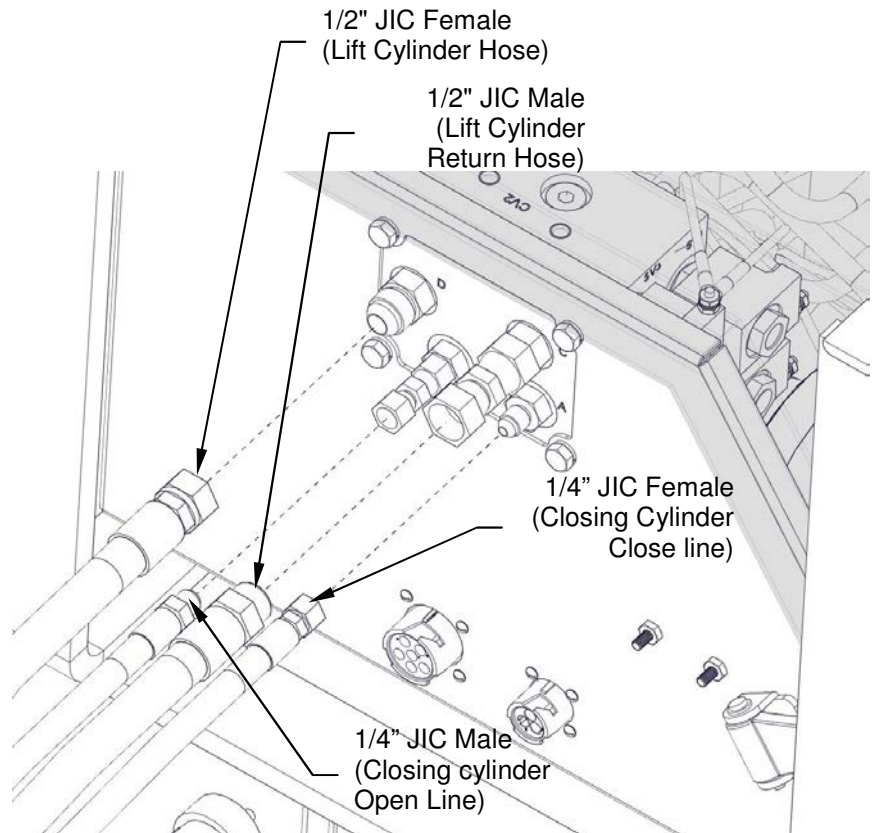 1/2" JIC Female
(Lift Cylinder Hose)
1/2" JIC Male
(Lift Cylinder
Return Hose)
CV2
D
A
1/4” JIC Female
(Closing Cylinder
Close line)
1/4” JIC Male
(Closing cylinder
Open Line)